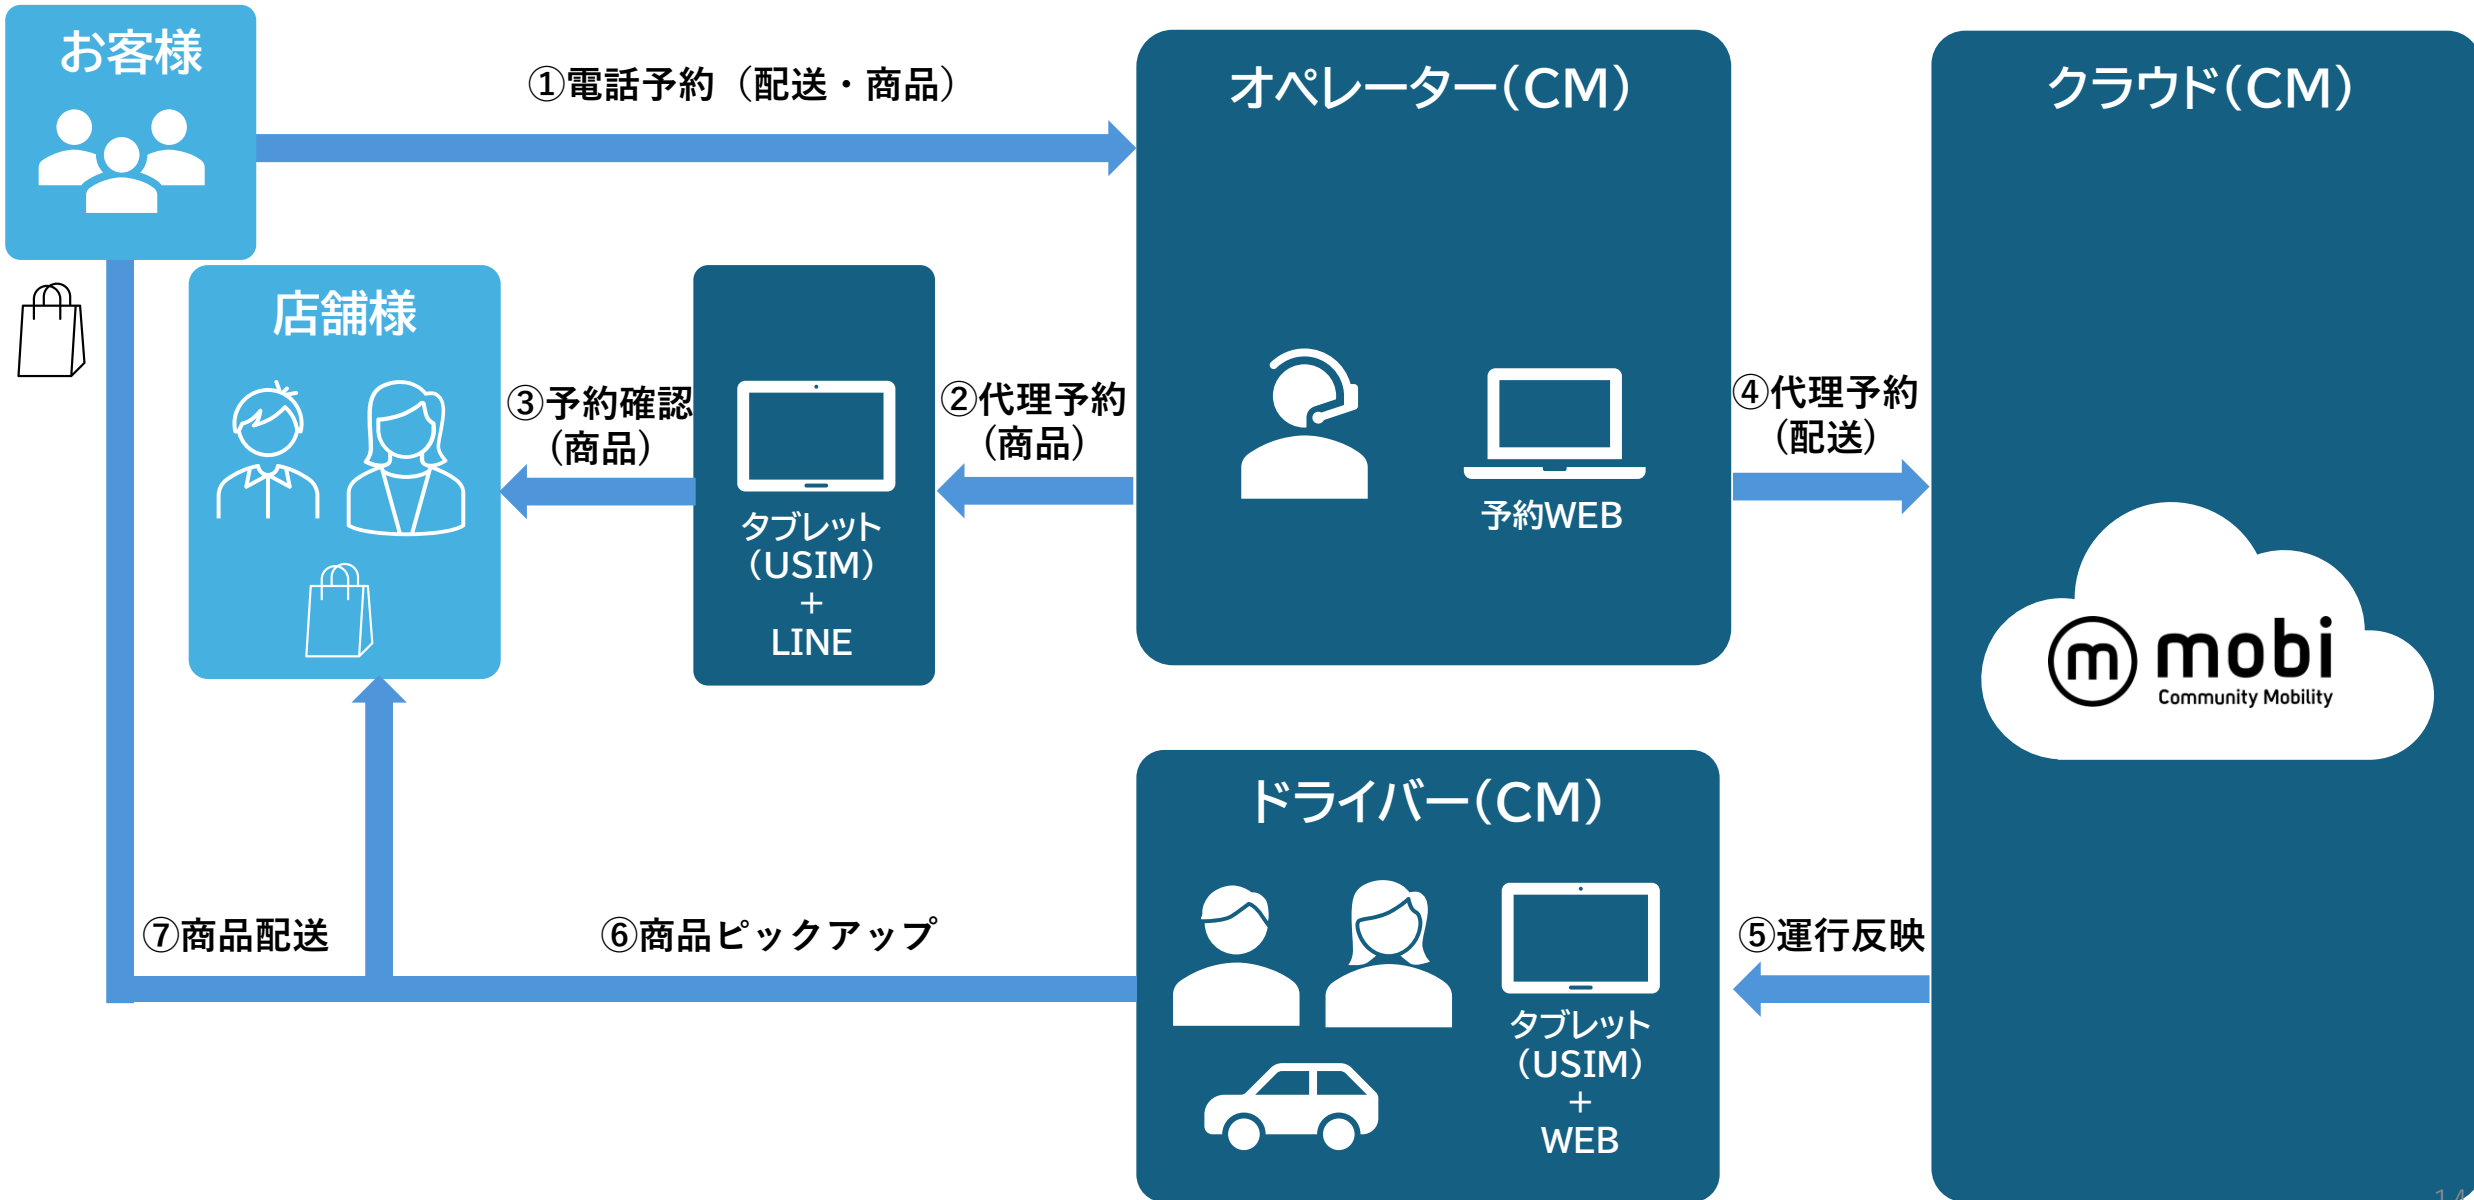 お客様
①電話予約（配送・商品）
オペレーター（CM）
クラウド（CM）
店舗様
③予約確認
（商品）
②代理予約
（商品）
④代理予約
（配送）
タブレット
（USIM）
＋
LINE
予約WEB
m mobi
Community Mobility
ドライバー（CM）
⑦商品配送
⑥商品ピックアップ
⑤運行反映
タブレット
（USIM）
＋
WEB
14